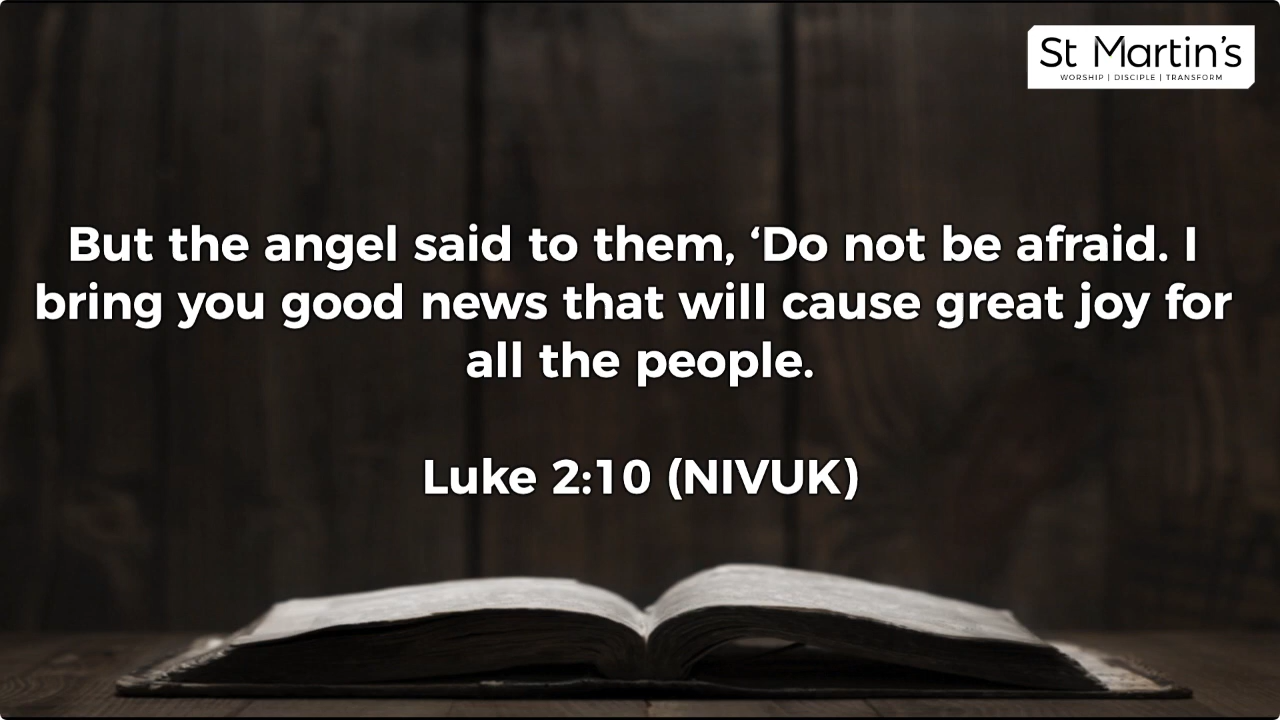 St Martin's
WORSHIP | DISCIPLE | TRANSFORM
But the angel said to them, ‘Do not be afraid. I
bring you good news that will cause great joy for
all the people.
Luke 2:10 (NIVUK)